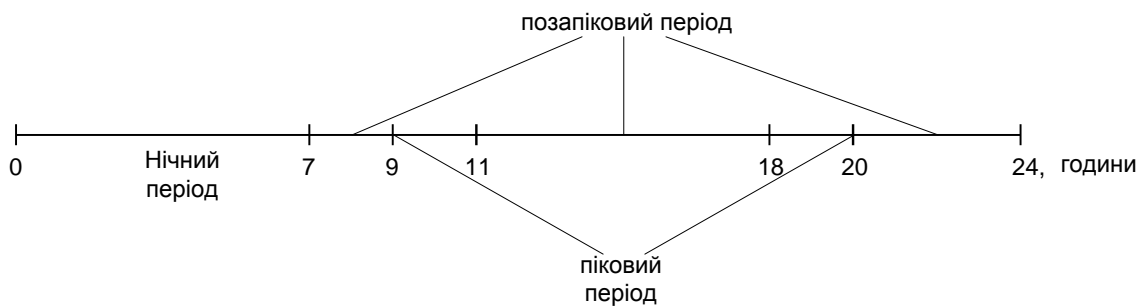 позапіковий період
0 7 9 11 18 20 24, години
Нічний
період
піковий
період